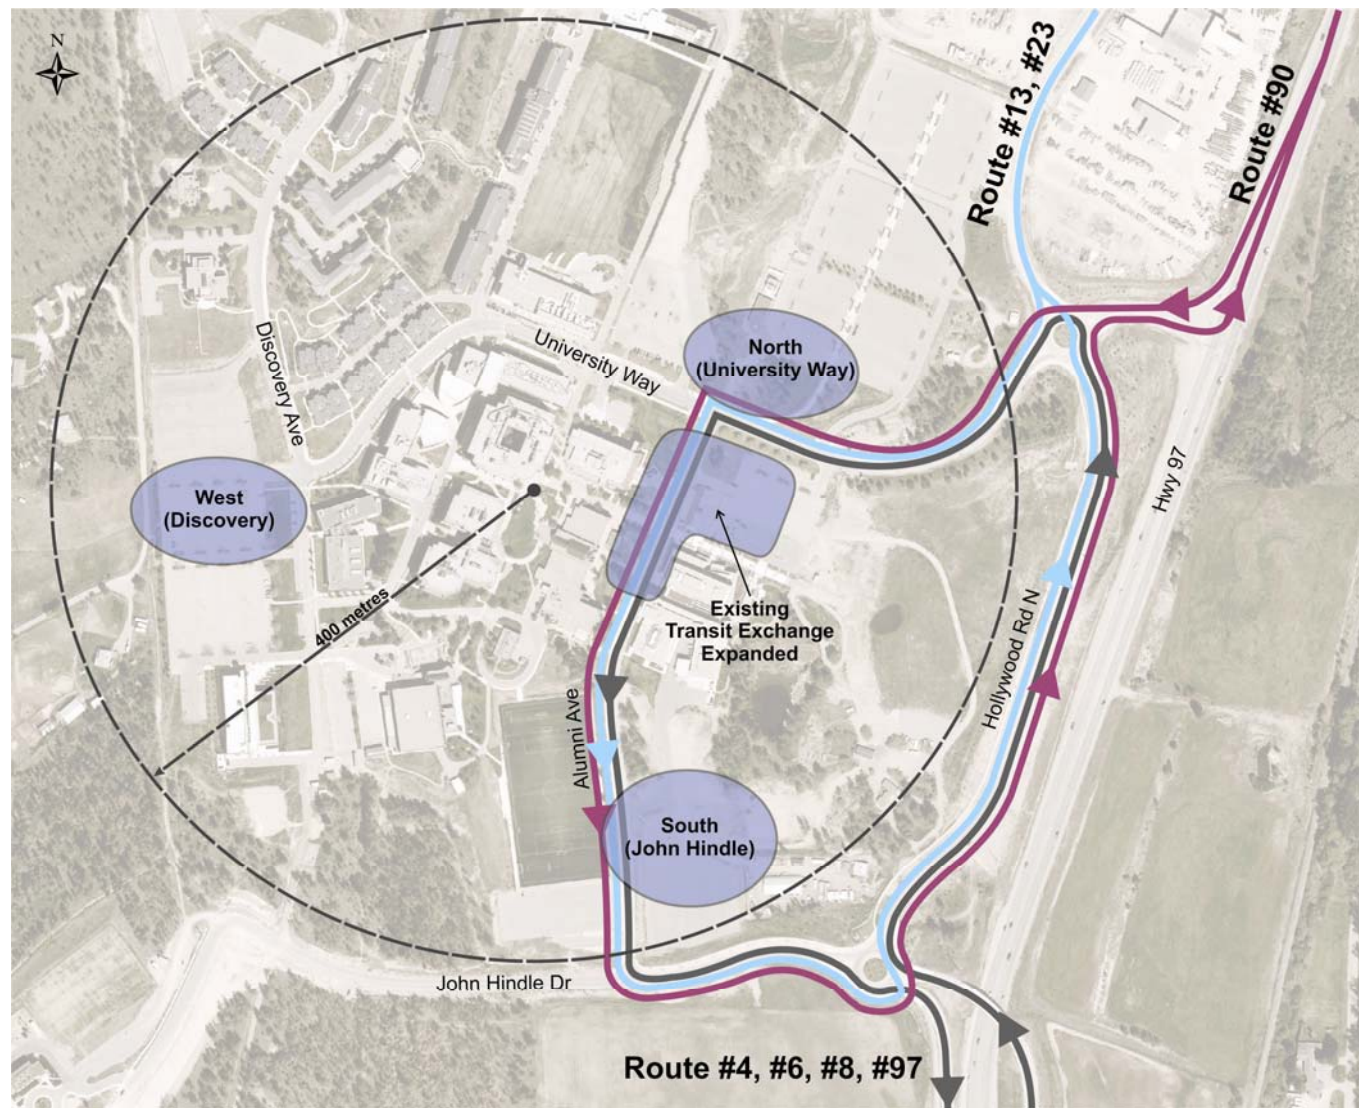 N
Route #13, #23
Route #90
Discovery Ave
University Way
North
(University Way)
Hwy 97
West
(Discovery)
400 metres
Existing
Transit Exchange
Expanded
Hollywood Rd N
Alumni Ave
South
(John Hindle)
John Hindle Dr
Route #4, #6, #8, #97